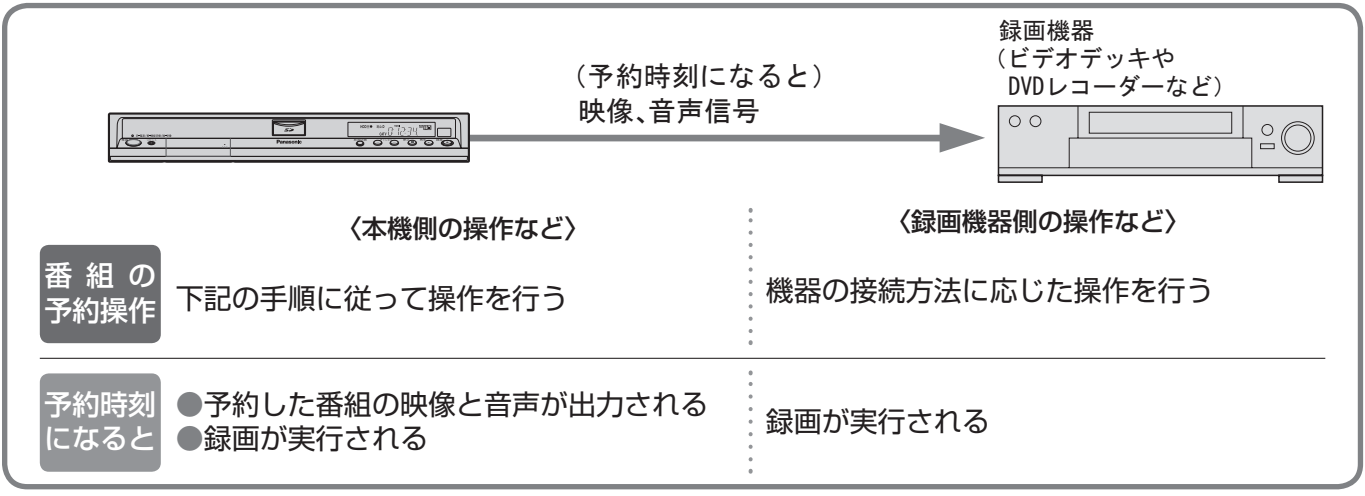 録画機器
（ビデオデッキや
DVDレコーダーなど）
（予約時刻になると）
映像、音声信号
Panasonic
〈本機側の操作など〉
〈録画機器側の操作など〉
番組の
予約操作
下記の手順に従って操作を行う
機器の接続方法に応じた操作を行う
予約時刻
になると
●予約した番組の映像と音声が出力される
●録画が実行される
録画が実行される